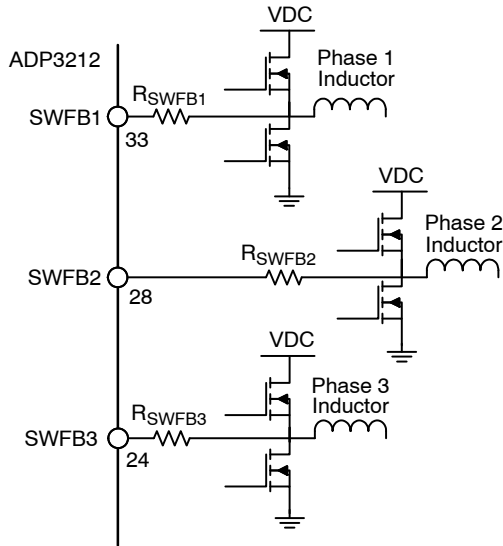 ADP3212
VDC
Phase 1
Inductor
RSWFB1
SWFB1
33
VDC
Phase 2
Inductor
RSWFB2
SWFB2
28
VDC
Phase 3
Inductor
RSWFB3
SWFB3
24